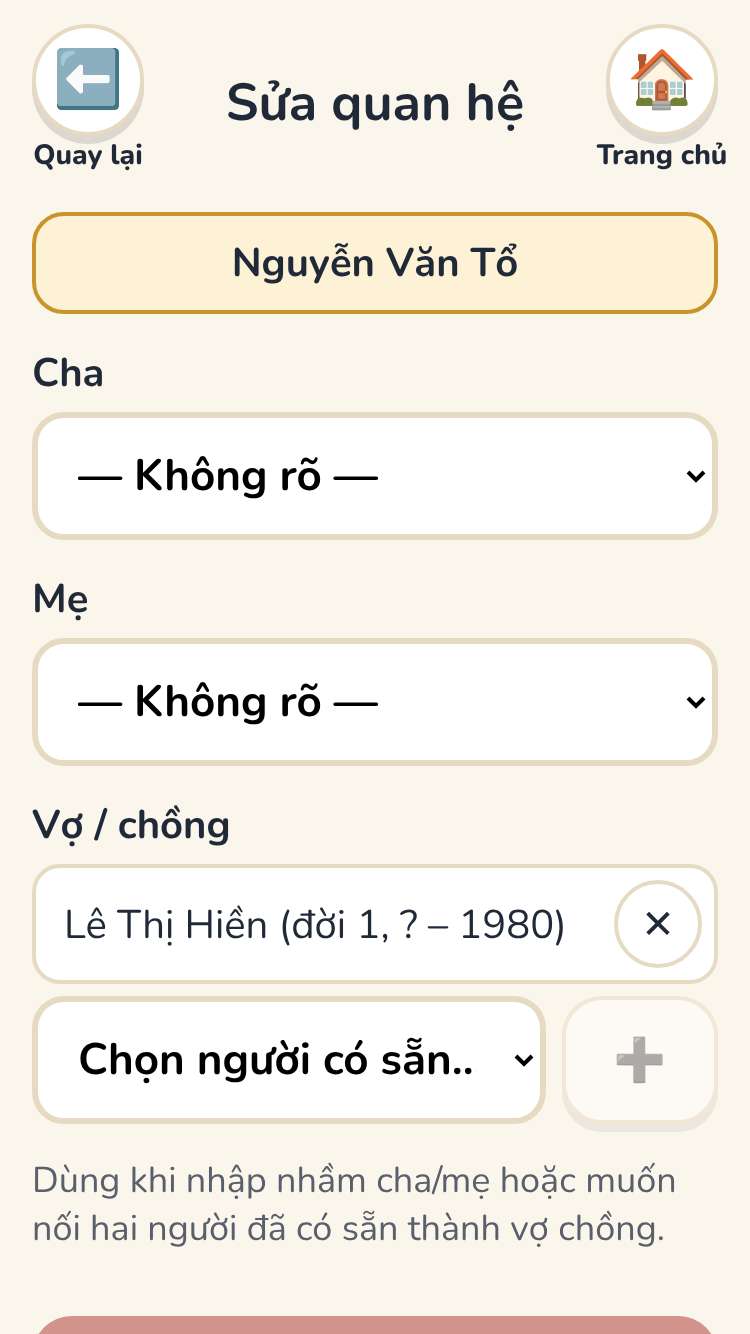 Sửa quan hệ
Quay lại
Trang chủ
Nguyễn Văn Tổ
Cha
— Không rõ —
Mẹ
— Không rõ —
Vợ / chồng
Lê Thị Hiền (đời 1, ? – 1980)
Chọn người có sẵn..
Dùng khi nhập nhầm cha/mẹ hoặc muốn
nối hai người đã có sẵn thành vợ chồng.